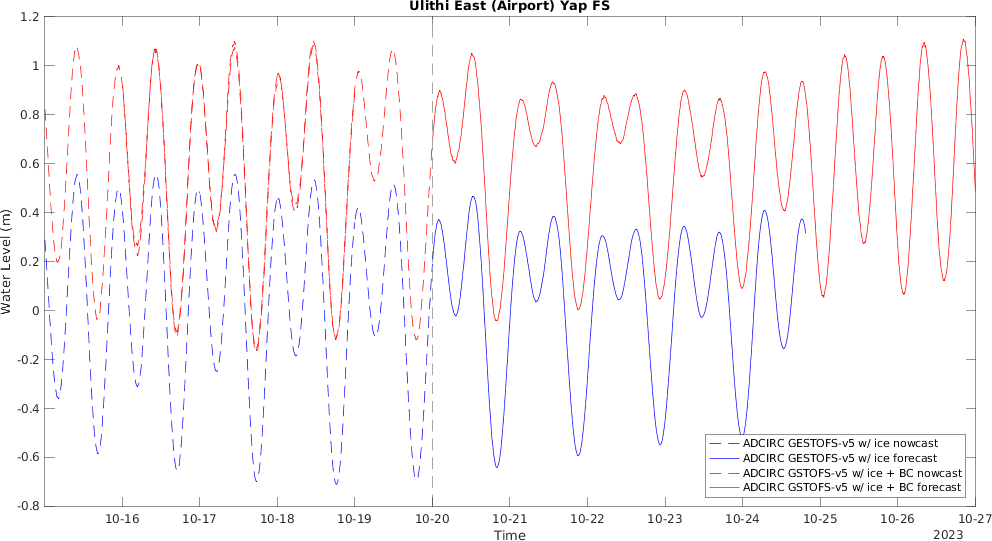 Ulithi East (Airport) Yap FS
1.2
1
0.8
0.6
0.4
0.2
0
-0.2
-0.4
-0.6
-0.8
Water Level (m)
10-16 10-17 10-18 10-19 10-20 10-21 10-22 10-23 10-24 10-25 10-26 10-27
Time
2023
ADCIRC GESTOFS-v5 w/ ice nowcast
ADCIRC GESTOFS-v5 w/ ice forecast
ADCIRC GSTOFS-v5 w/ ice + BC nowcast
ADCIRC GSTOFS-v5 w/ ice + BC forecast